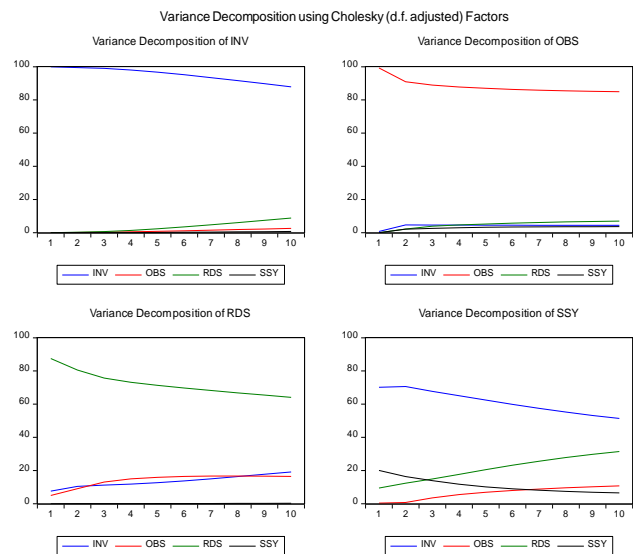 Variance Decomposition using Cholesky (d.f. adjusted) Factors
Variance Decomposition of INV
100
80
60
40
20
0
1 2 3 4 5 6 7 8 9 10
INV OBS RDS SSY
Variance Decomposition of OBS
100
80
60
40
20
0
1 2 3 4 5 6 7 8 9 10
INV OBS RDS SSY
Variance Decomposition of RDS
100
80
60
40
20
0
1 2 3 4 5 6 7 8 9 10
INV OBS RDS SSY
Variance Decomposition of SSY
100
80
60
40
20
0
1 2 3 4 5 6 7 8 9 10
INV OBS RDS SSY